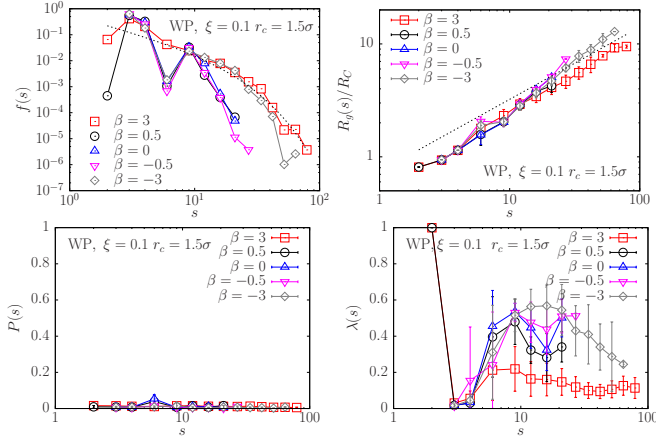 WP, ξ = 0.1 r_c = 1.5σ
f(s)
10^0
10^-1
10^-2
10^-3
10^-4
10^-5
10^-6
β = 3
β = 0.5
β = 0
β = −0.5
β = −3
10^0
10^1
10^2
s
R_g(s)/R_C
10
1
β = 3
β = 0.5
β = 0
β = −0.5
β = −3
WP, ξ = 0.1 r_c = 1.5σ
1
10
100
s
WP, ξ = 0.1 r_c = 1.5σ
P(s)
1
0.8
0.6
0.4
0.2
0
β = 3
β = 0.5
β = 0
β = −0.5
β = −3
1
10
100
s
WP, ξ = 0.1 r_c = 1.5σ
λ(s)
1
0.8
0.6
0.4
0.2
0
β = 3
β = 0.5
β = 0
β = −0.5
β = −3
1
10
100
s